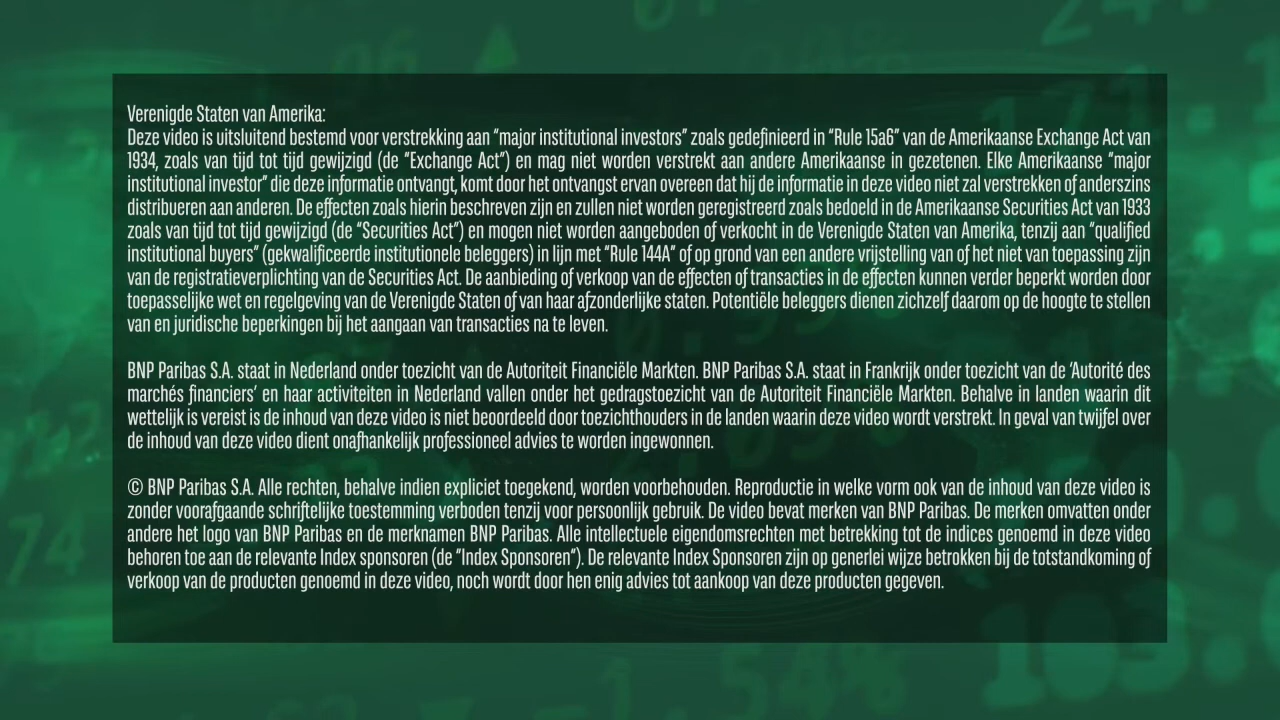 Verenigde Staten van Amerika:
Deze video is uitsluitend bestemd voor verstrekking aan “major institutional investors” zoals gedefinieerd in “Rule 15a6” van de Amerikaanse Exchange Act van
1934, zoals van tijd tot tijd gewijzigd (de “Exchange Act”) en mag niet worden verstrekt aan andere Amerikaanse in gezetenen. Elke Amerikaanse “major
institutional investor” die deze informatie ontvangt, komt door het ontvangst ervan overeen dat hij de informatie in deze video niet zal verstrekken of anderszins
distribueren aan anderen. De effecten zoals hierin beschreven zijn en zullen niet worden geregistreerd zoals bedoeld in de Amerikaanse Securities Act van 1933
zoals van tijd tot tijd gewijzigd (de “Securities Act”) en mogen niet worden aangeboden of verkocht in de Verenigde Staten van Amerika, tenzij aan “qualified
institutional buyers” (gekwalificeerde institutionele beleggers) in lijn met “Rule 144A” of op grond van een andere vrijstelling van of het niet van toepassing zijn
van de registratieverplichting van de Securities Act. De aanbieding of verkoop van de effecten of transacties in de effecten kunnen verder beperkt worden door
toepasselijke wet en regelgeving van de Verenigde Staten of van haar afzonderlijke staten. Potentiële beleggers dienen zichzelf daarom op de hoogte te stellen
van en juridische beperkingen bij het aangaan van transacties na te leven.
BNP Paribas S.A. staat in Nederland onder toezicht van de Autoriteit Financiële Markten. BNP Paribas S.A. staat in Frankrijk onder toezicht van de ‘Autorité des
marchés financiers’ en haar activiteiten in Nederland vallen onder het gedragstoezicht van de Autoriteit Financiële Markten. Behalve in landen waarin dit
wettelijk is vereist is de inhoud van deze video is niet beoordeeld door toezichthouders in de landen waarin deze video wordt verstrekt. In geval van twijfel over
de inhoud van deze video dient onafhankelijk professioneel advies te worden ingewonnen.
© BNP Paribas S.A. Alle rechten, behalve indien expliciet toegekend, worden voorbehouden. Reproductie in welke vorm ook van de inhoud van deze video is
zonder voorafgaande schriftelijke toestemming verboden tenzij voor persoonlijk gebruik. De video bevat merken van BNP Paribas. De merken omvatten onder
andere het logo van BNP Paribas en de merknamen BNP Paribas. Alle intellectuele eigendomsrechten met betrekking tot de indices genoemd in deze video
behoren toe aan de relevante Index sponsoren (de “Index Sponsoren”). De relevante Index Sponsoren zijn op generlei wijze betrokken bij de totstandkoming of
verkoop van de producten genoemd in deze video, noch wordt door hen enig advies tot aankoop van deze producten gegeven.